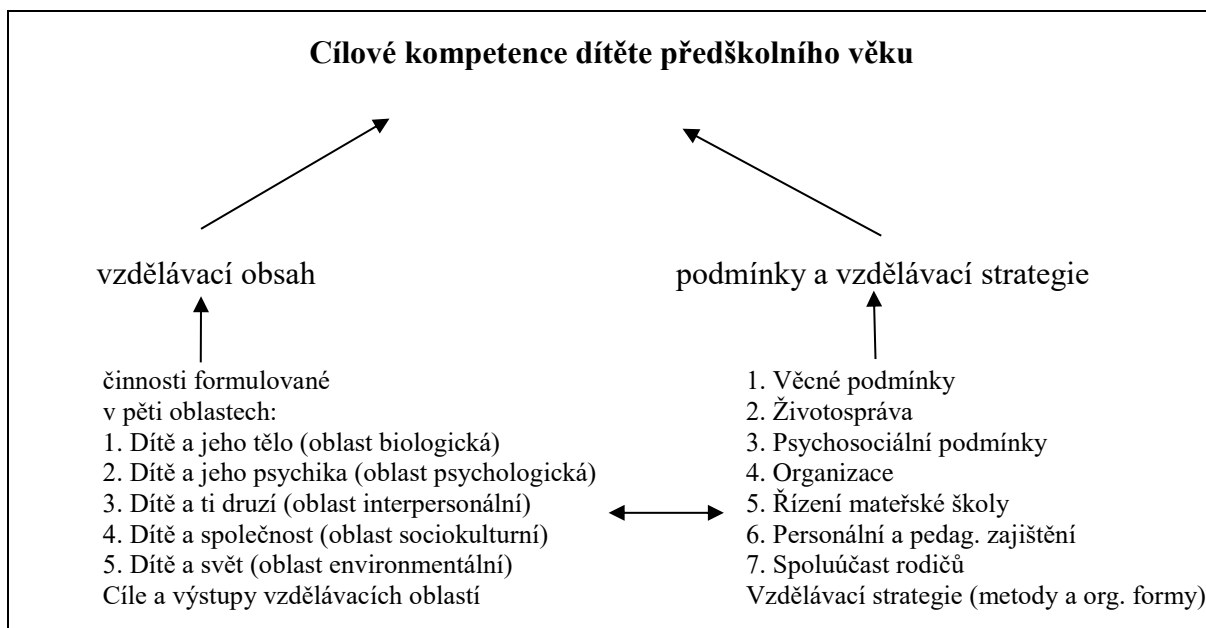 Cílové kompetence dítěte předškolního věku
vzdělávací obsah
podmínky a vzdělávací strategie
činnosti formulované
v pěti oblastech:
1. Dítě a jeho tělo (oblast biologická)
2. Dítě a jeho psychika (oblast psychologická)
3. Dítě a ti druzí (oblast interpersonální)
4. Dítě a společnost (oblast sociokulturní)
5. Dítě a svět (oblast environmentální)
Cíle a výstupy vzdělávacích oblastí
1. Věcné podmínky
2. Životospráva
3. Psychosociální podmínky
4. Organizace
5. Řízení mateřské školy
6. Personální a pedag. zajištění
7. Spoluúčast rodičů
Vzdělávací strategie (metody a org. formy)